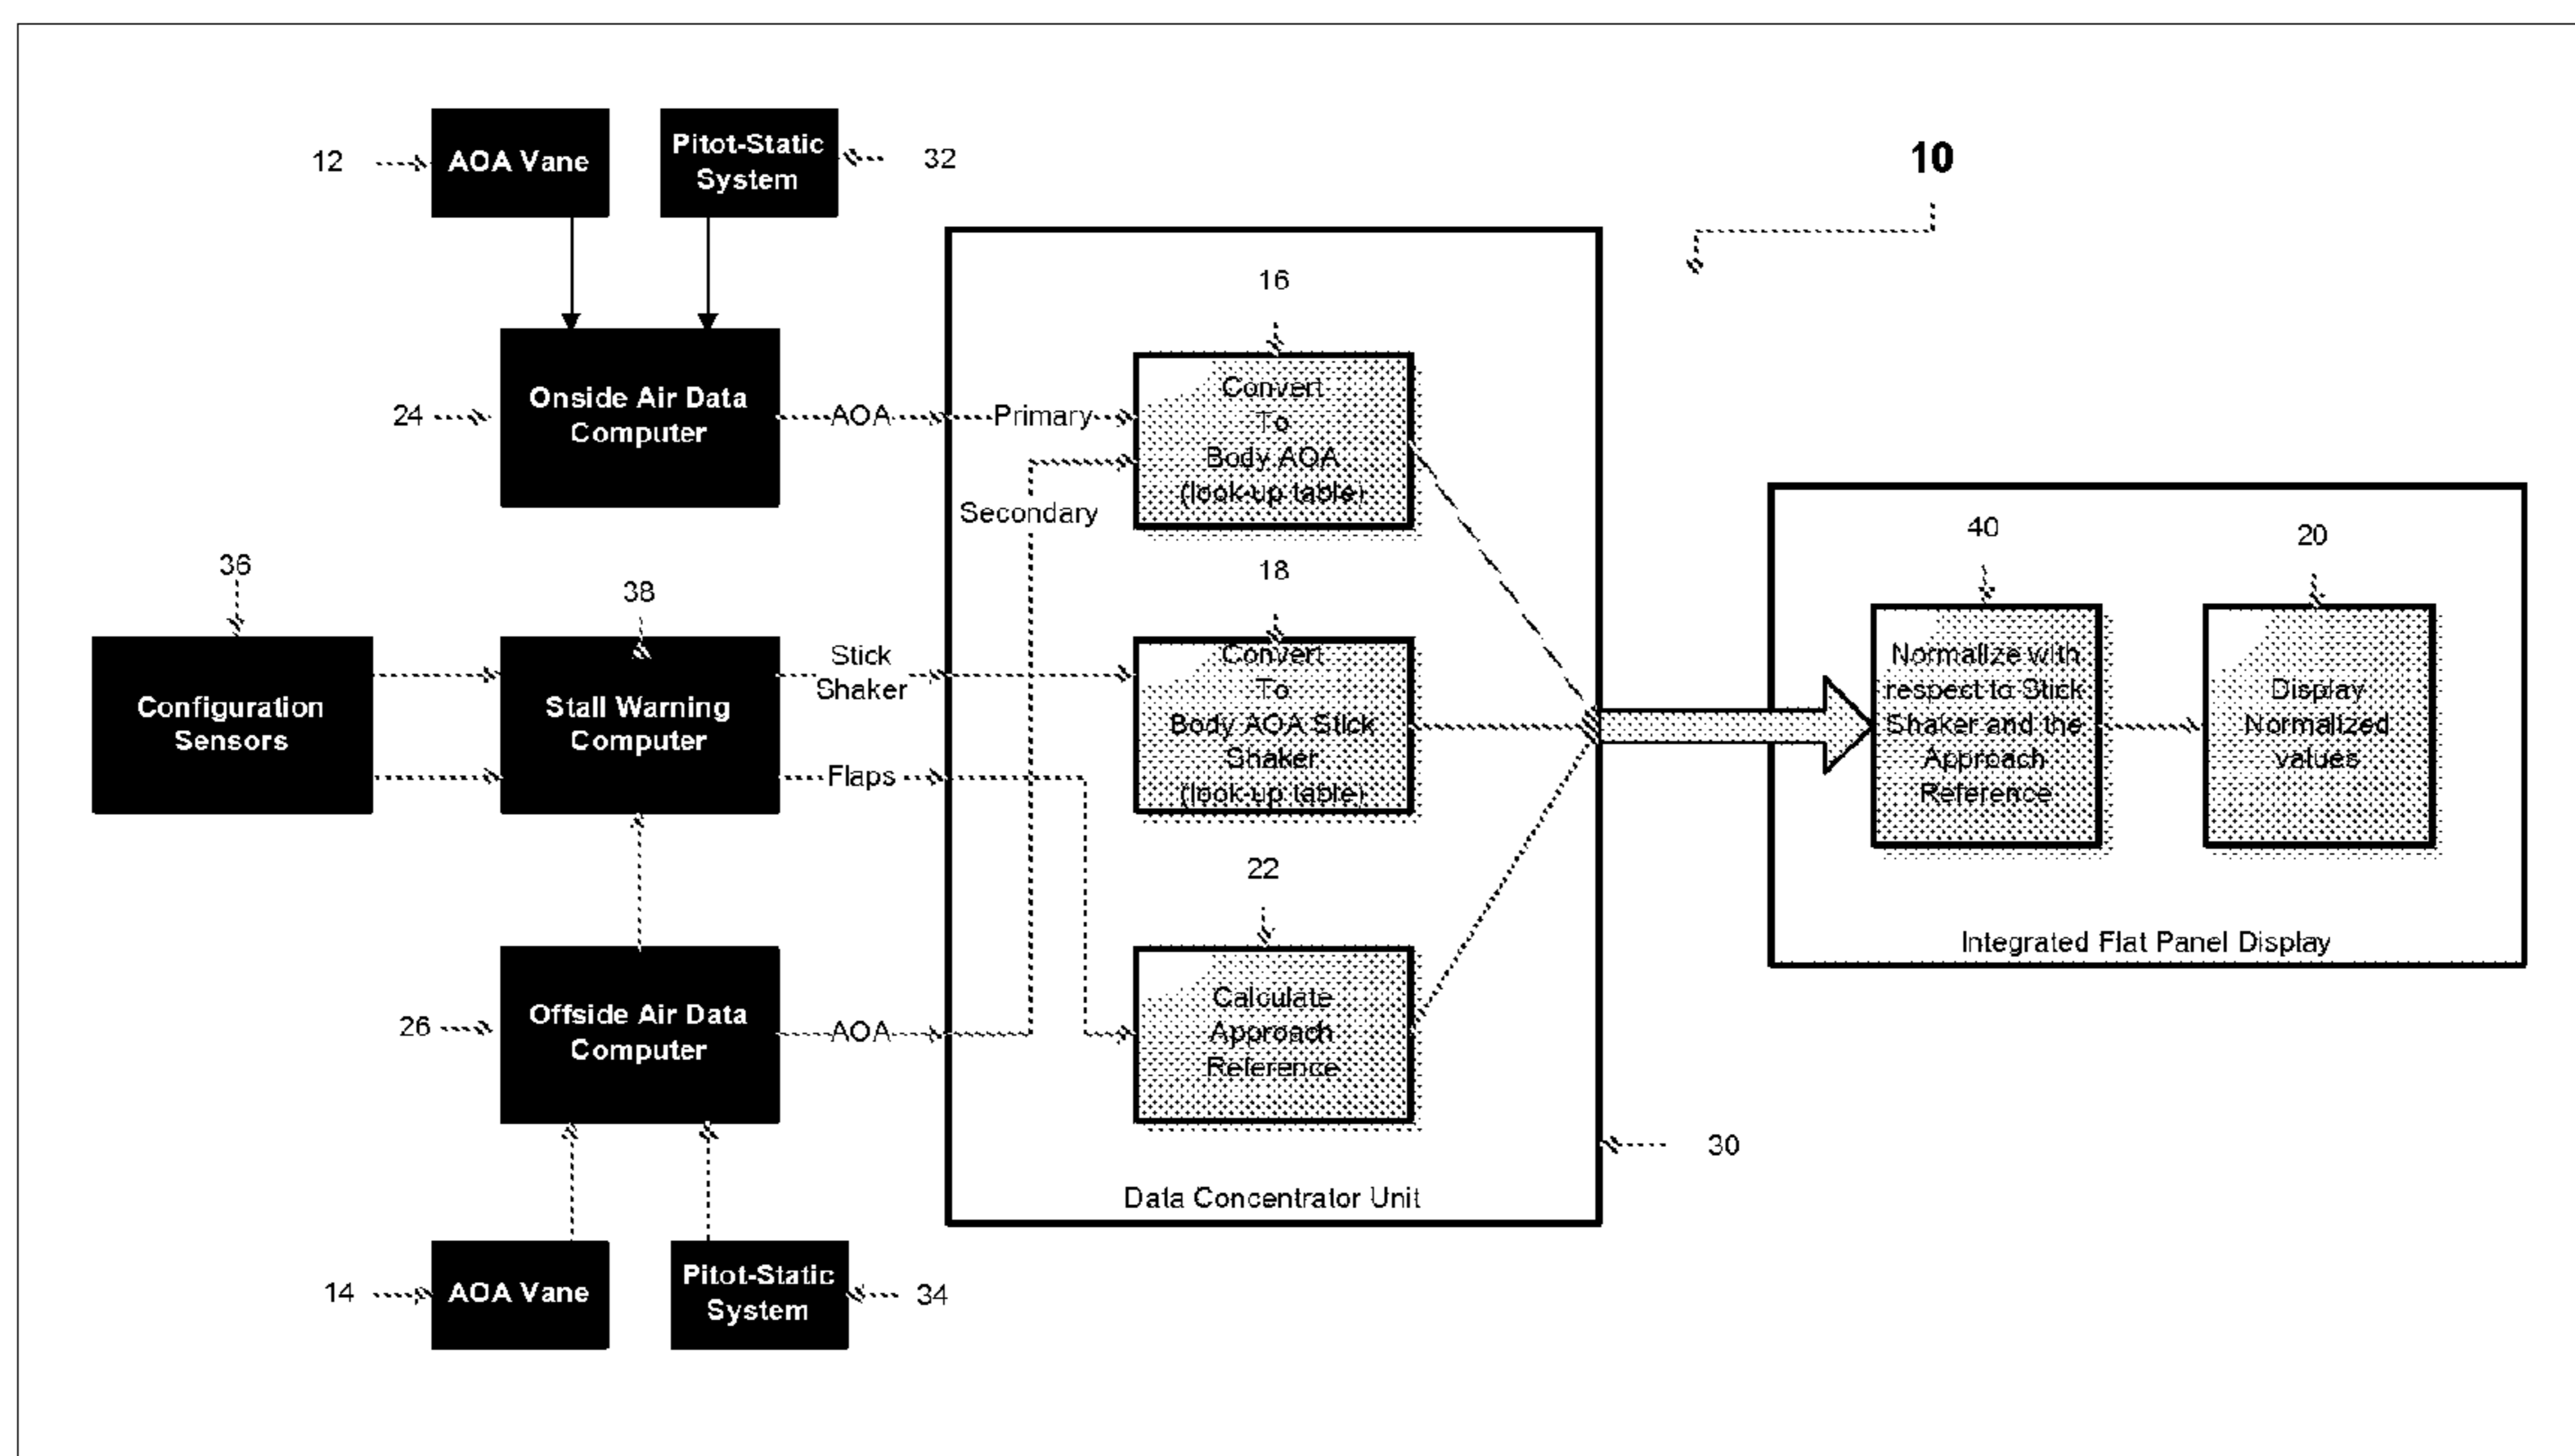 12
AOA Vane
Pitot-Static
System
32
10
24
Onside Air Data
Computer
AOA
Primary
Secondary
16
Convert
To
Body AOA
(look-up table)
36
Configuration
Sensors
38
Stall Warning
Computer
Stick
Shaker
Flaps
18
Convert
To
Body AOA Stick
Shaker
(look-up table)
26
Offside Air Data
Computer
AOA
22
Calculate
Approach
Reference
30
Data Concentrator Unit
14
AOA Vane
Pitot-Static
System
34
40
Normalize with
respect to Stick
Shaker and the
Approach
Reference
20
Display
Normalized
values
Integrated Flat Panel Display